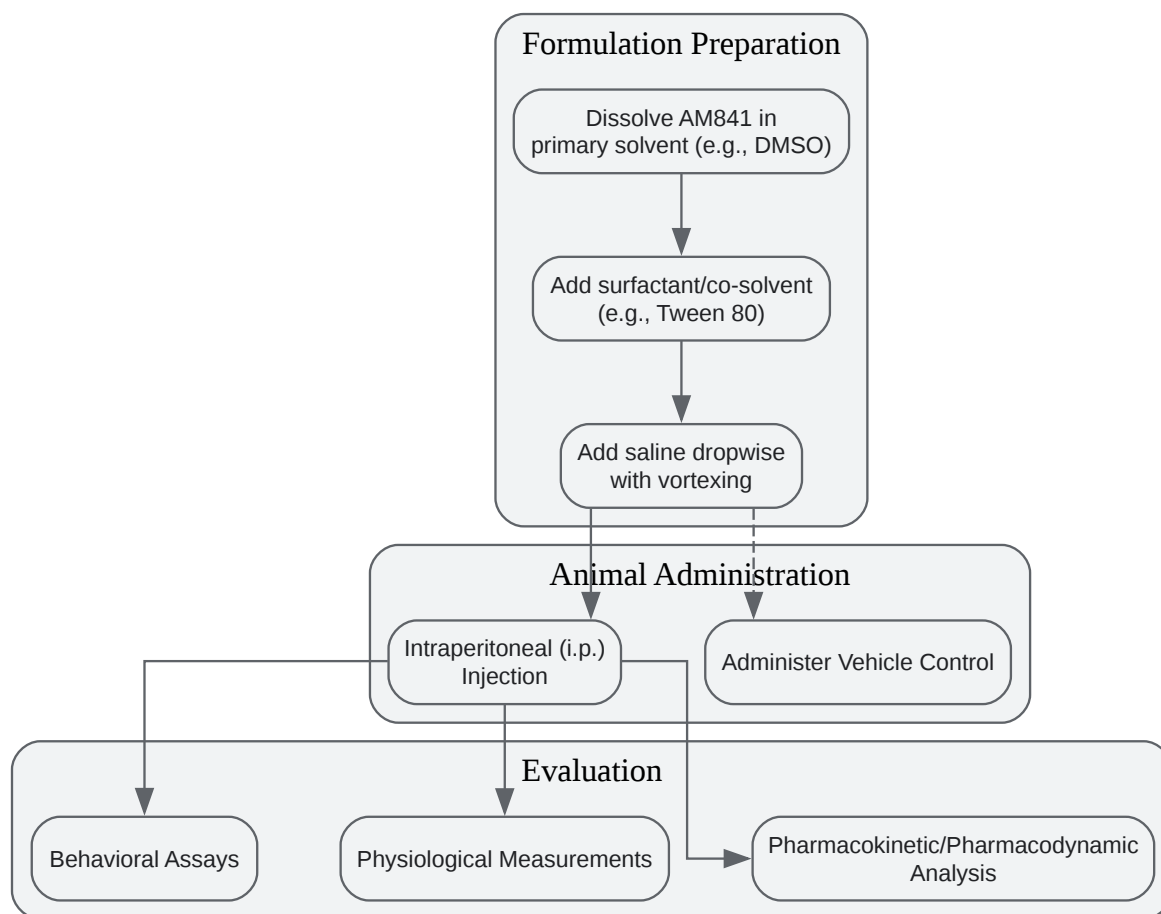 Formulation Preparation
Dissolve AM841 in
primary solvent (e.g., DMSO)
Add surfactant/co-solvent
(e.g., Tween 80)
Add saline dropwise
with vortexing
Animal Administration
Intraperitoneal (i.p.)
Injection
Administer Vehicle Control
Evaluation
Behavioral Assays
Physiological Measurements
Pharmacokinetic/Pharmacodynamic
Analysis